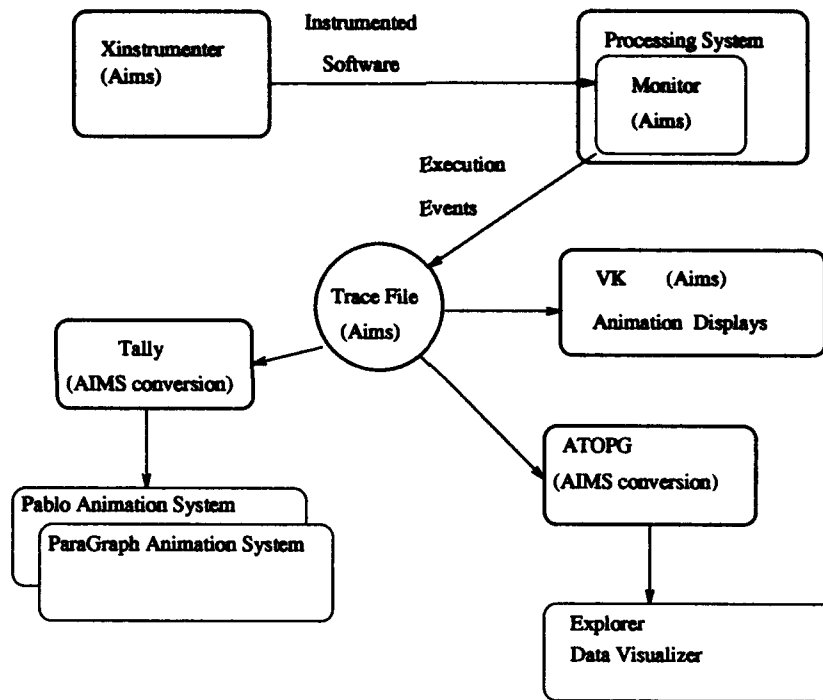 Xinstrumenter
(Aims)
Instrumented
Software
Processing System
Monitor
(Aims)
Execution
Events
Trace File
(Aims)
VK (Aims)
Animation Displays
Tally
(AIMS conversion)
ATOPG
(AIMS conversion)
Pablo Animation System
ParaGraph Animation System
Explorer
Data Visualizer